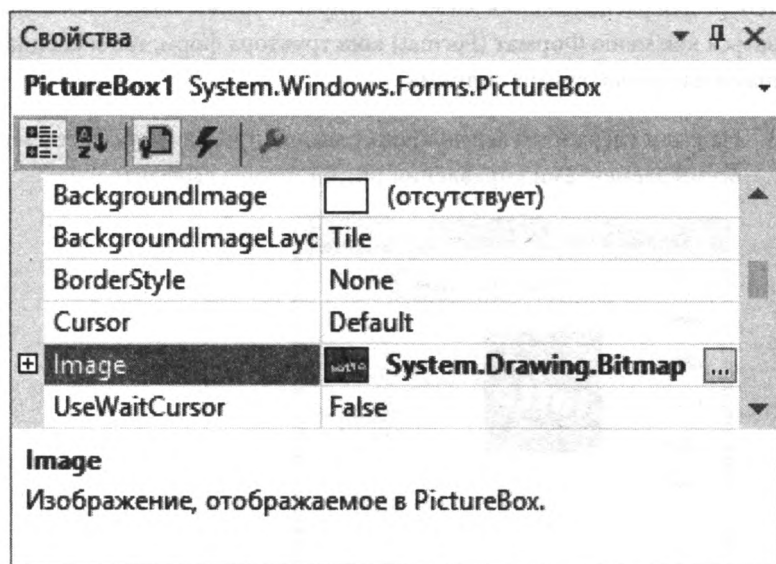 Свойства
PictureBox1 System.Windows.Forms.PictureBox
BackgroundImage (отсутствует)
BackgroundImageLayc Tile
BorderStyle None
Cursor Default
Image System.Drawing.Bitmap ...
UseWaitCursor False
Image
Изображение, отображаемое в PictureBox.